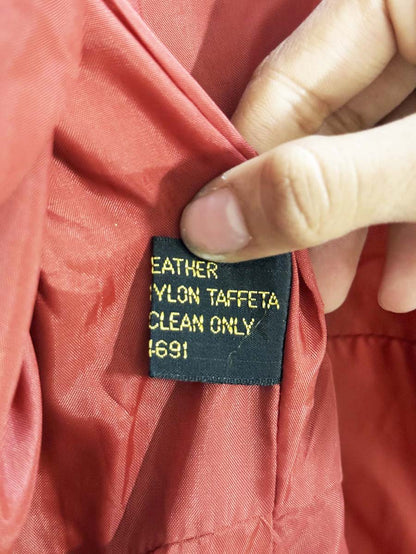 EATHER
YLON TAFFETA
CLEAN ONLY
4691